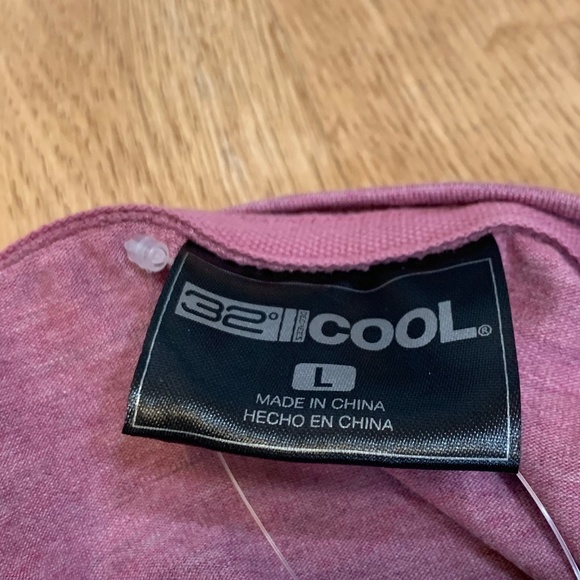 32° COOL®
L
MADE IN CHINA
HECHO EN CHINA